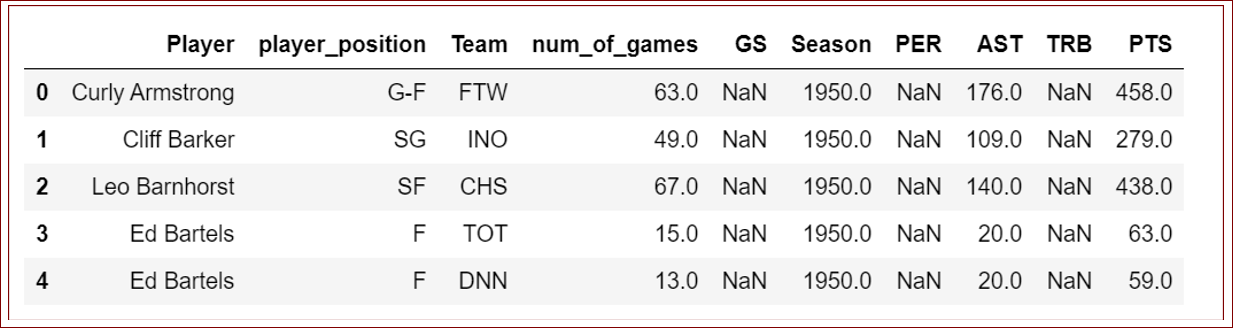 Player player_position Team num_of_games GS Season PER AST TRB PTS
0 Curly Armstrong G-F FTW 63.0 NaN 1950.0 NaN 176.0 NaN 458.0
1 Cliff Barker SG INO 49.0 NaN 1950.0 NaN 109.0 NaN 279.0
2 Leo Barnhorst SF CHS 67.0 NaN 1950.0 NaN 140.0 NaN 438.0
3 Ed Bartels F TOT 15.0 NaN 1950.0 NaN 20.0 NaN 63.0
4 Ed Bartels F DNN 13.0 NaN 1950.0 NaN 20.0 NaN 59.0